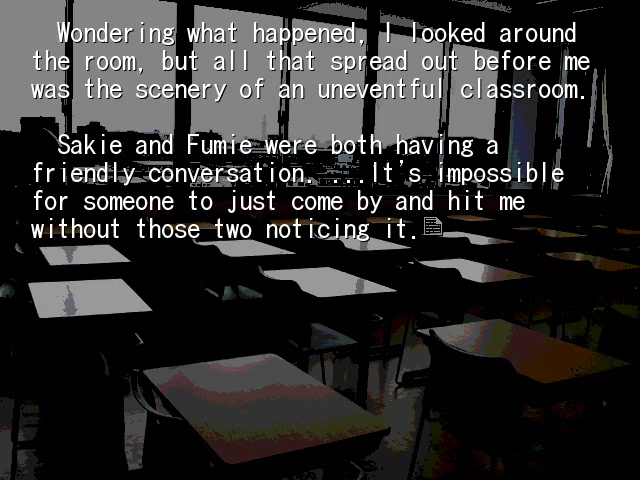 Wondering what happened, I looked around
the room, but all that spread out before me
was the scenery of an uneventful classroom.
Sakie and Fumie were both having a
friendly conversation. ...It's impossible
for someone to just come by and hit me
without those two noticing it.